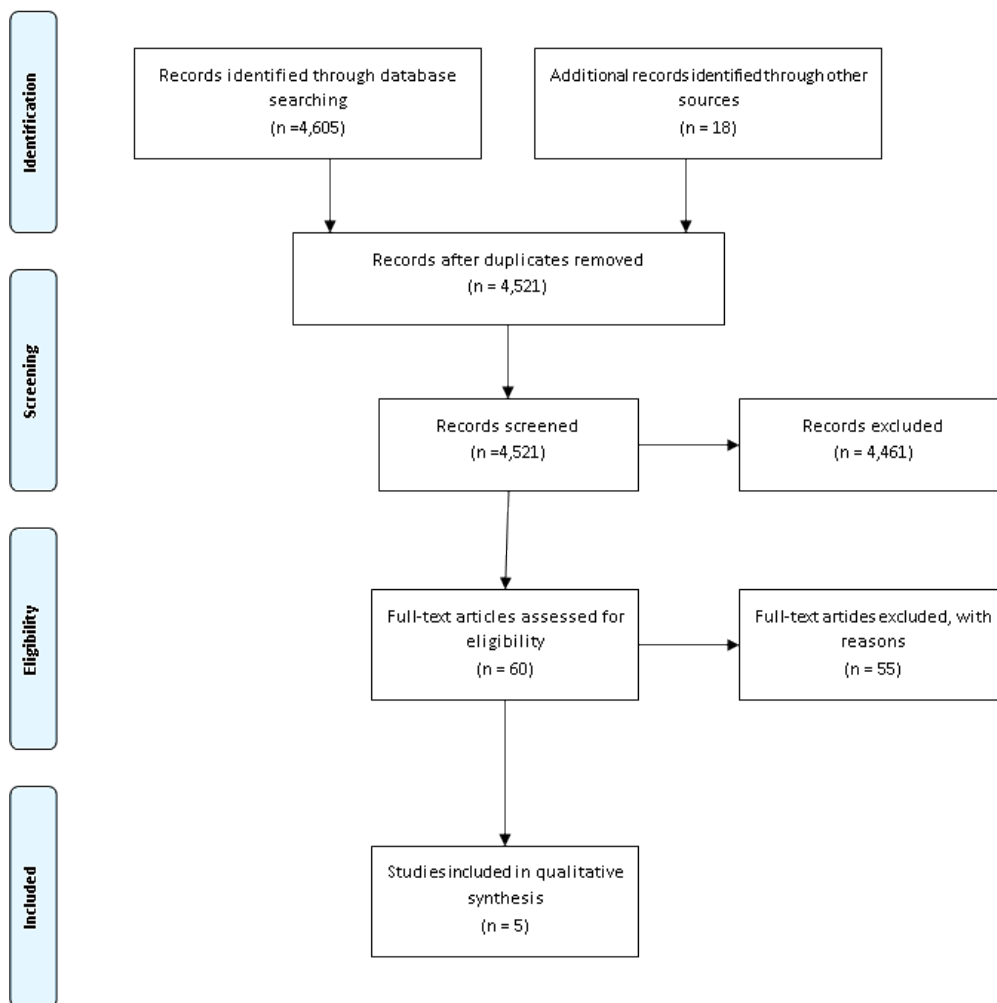 Identification
Records identified through database
searching
(n =4,605)
Additional records identified through other
sources
(n = 18)
Records after duplicates removed
(n = 4,521)
Screening
Records screened
(n =4,521)
Records excluded
(n = 4,461)
Eligibility
Full-text articles assessed for
eligibility
(n = 60)
Full-text articles excluded, with
reasons
(n = 55)
Included
Studies included in qualitative
synthesis
(n = 5)